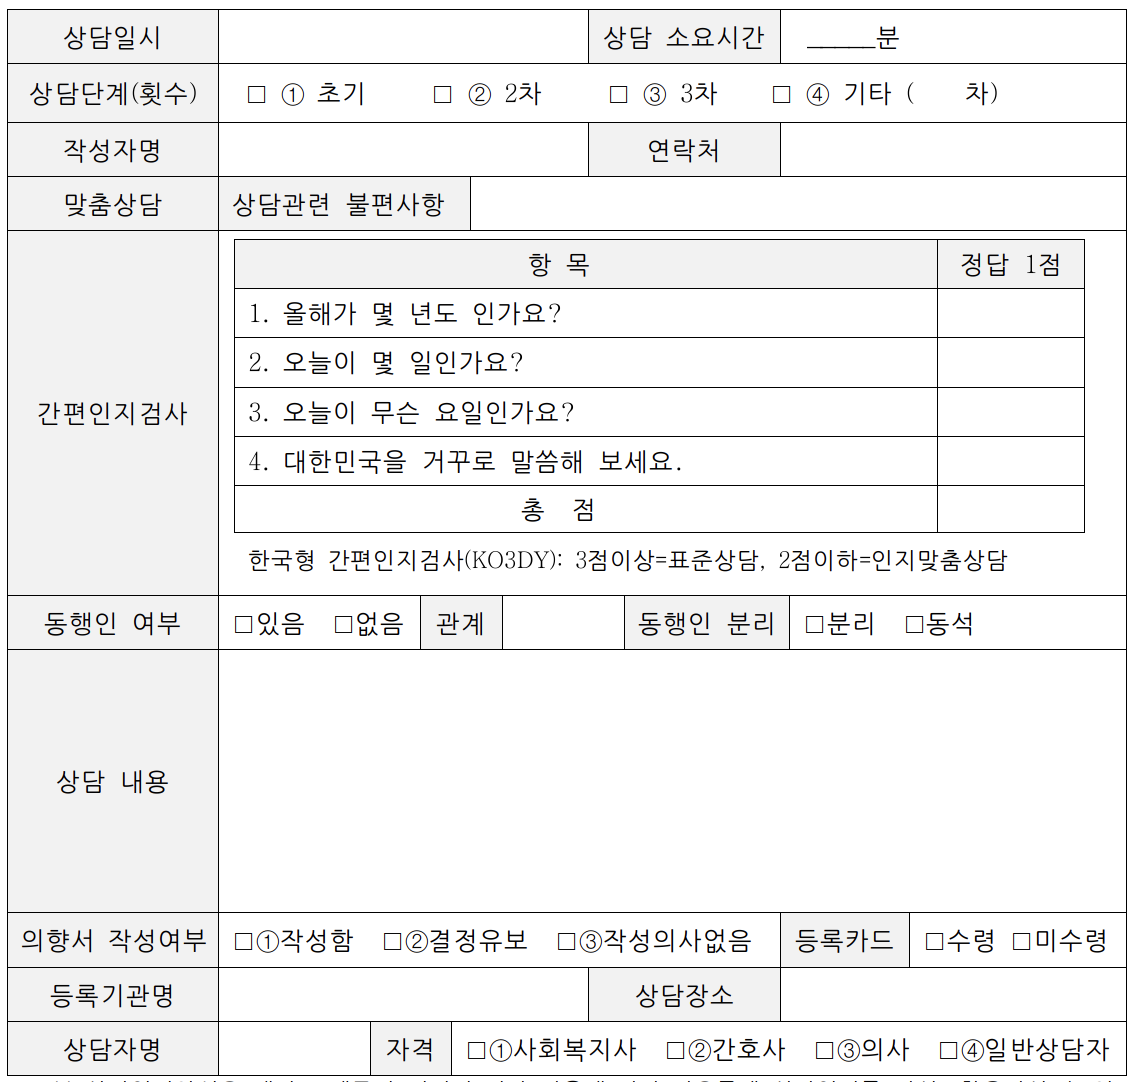 상담일시 상담 소요시간 _____분
상담단계(횟수) □ ① 초기 □ ② 2차 □ ③ 3차 □ ④ 기타 ( 차)
작성자명 연락처
맞춤상담 상담관련 불편사항
간편인지검사
항 목 정답 1점
1. 올해가 몇 년도 인가요?
2. 오늘이 몇 일인가요?
3. 오늘이 무슨 요일인가요?
4. 대한민국을 거꾸로 말씀해 보세요.
총 점
한국형 간편인지검사(KO3DY): 3점이상=표준상담, 2점이하=인지맞춤상담
동행인 여부 □있음 □없음 관계 동행인 분리 □분리 □동석
상담 내용
의향서 작성여부 □①작성함 □②결정유보 □③작성의사없음 등록카드 □수령 □미수령
등록기관명 상담장소
상담자명 자격 □①사회복지사 □②간호사 □③의사 □④일반상담자